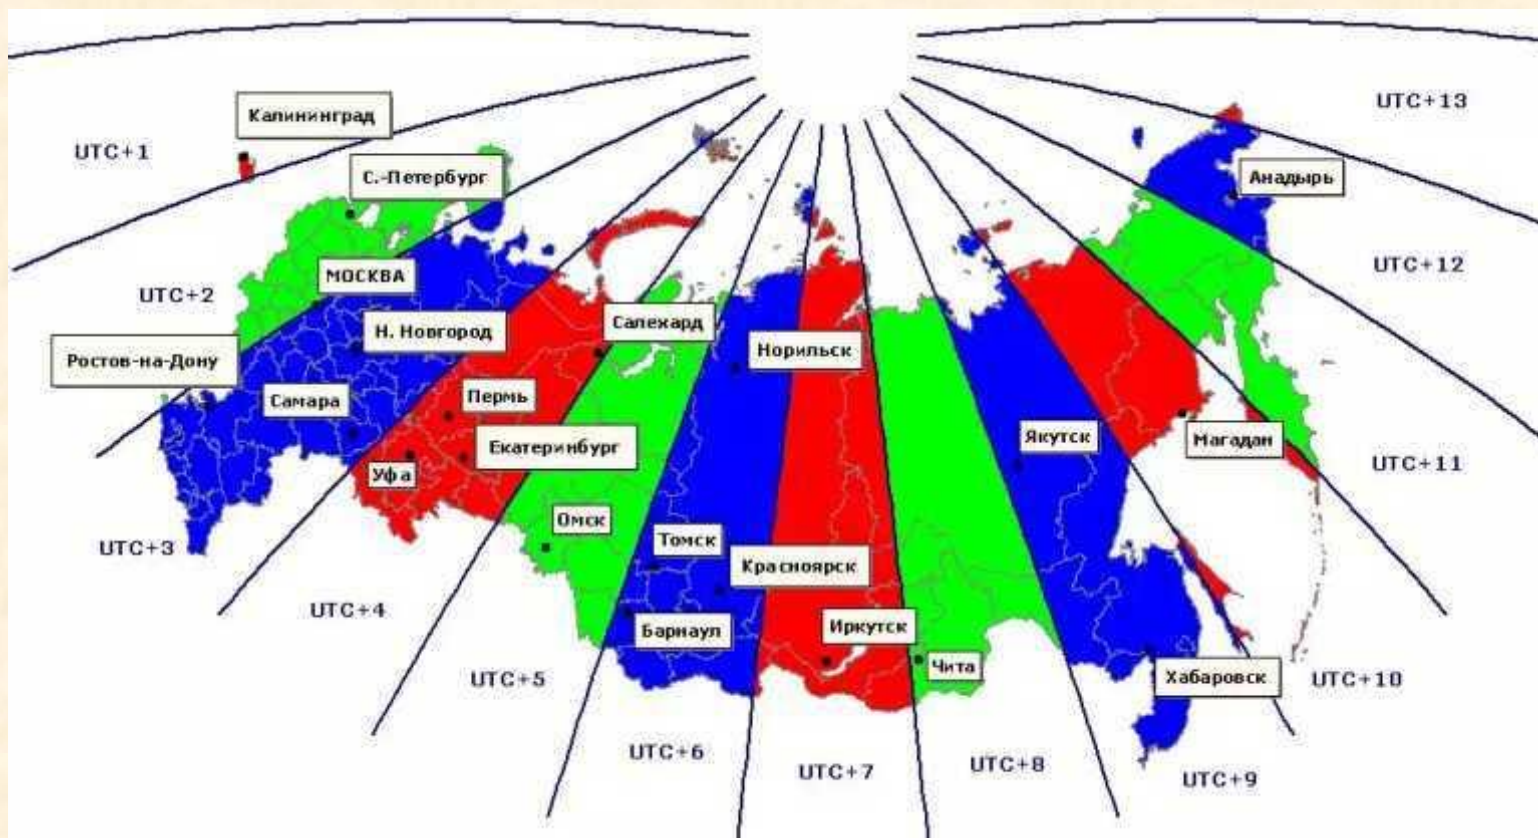 UTC+13
Калининград
UTC+1
С.-Петербург
Анадырь
UTC+12
МОСКВА
UTC+2
Салехард
Н. Новгород
Норильск
Ростов-на-Дону
Самара
Пермь
Якутск
Магадан
Екатеринбург
UTC+11
Уфа
Омск
Томск
UTC+3
Красноярск
UTC+4
Иркутск
Барнаул
Чита
UTC+5
Хабаровск
UTC+10
UTC+6
UTC+7
UTC+8
UTC+9